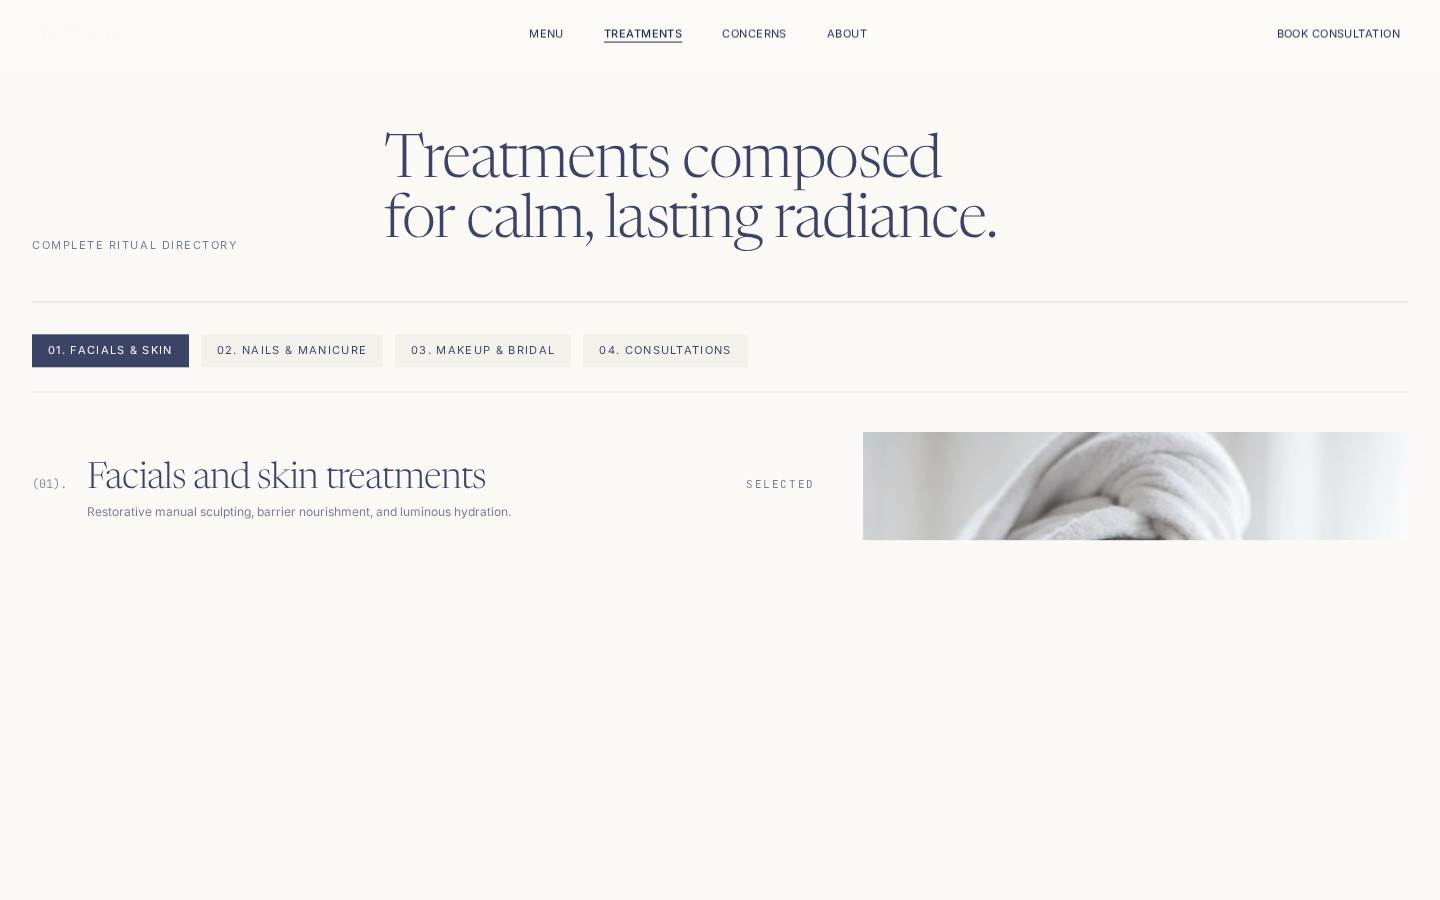 MENU
TREATMENTS
CONCERNS
ABOUT
BOOK CONSULTATION
Treatments composed
for calm, lasting radiance.
COMPLETE RITUAL DIRECTORY
01. FACIALS & SKIN
02. NAILS & MANICURE
03. MAKEUP & BRIDAL
04. CONSULTATIONS
(01).
Facials and skin treatments
SELECTED
Restorative manual sculpting, barrier nourishment, and luminous hydration.